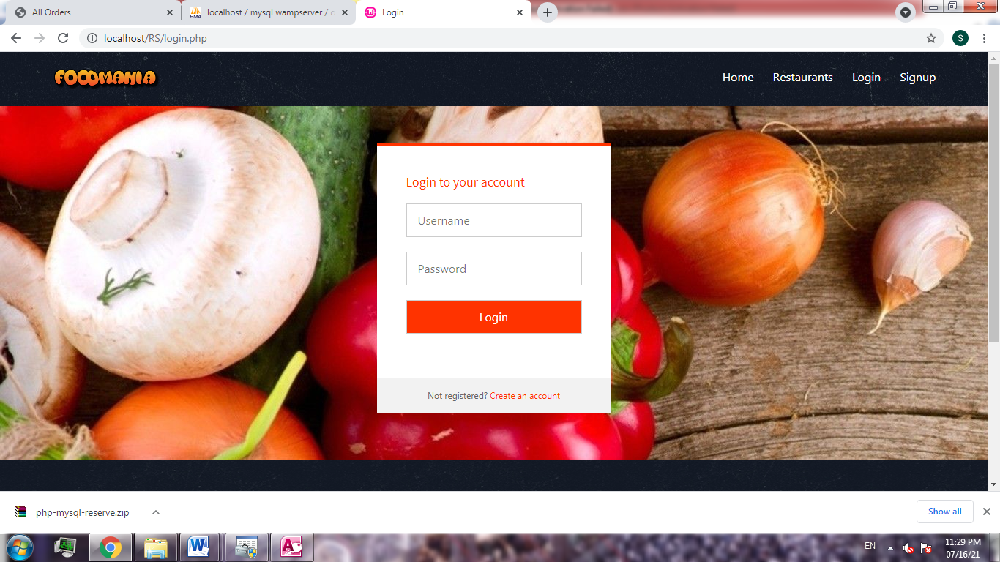 All Orders
localhost / mysql wampserver / o
Login
localhost/RS/login.php
S
FOODMANIA
Home Restaurants Login Signup
Login to your account
Username
Password
Login
Not registered? Create an account
php-mysql-reserve.zip
Show all
EN
11:29 PM
07/16/21